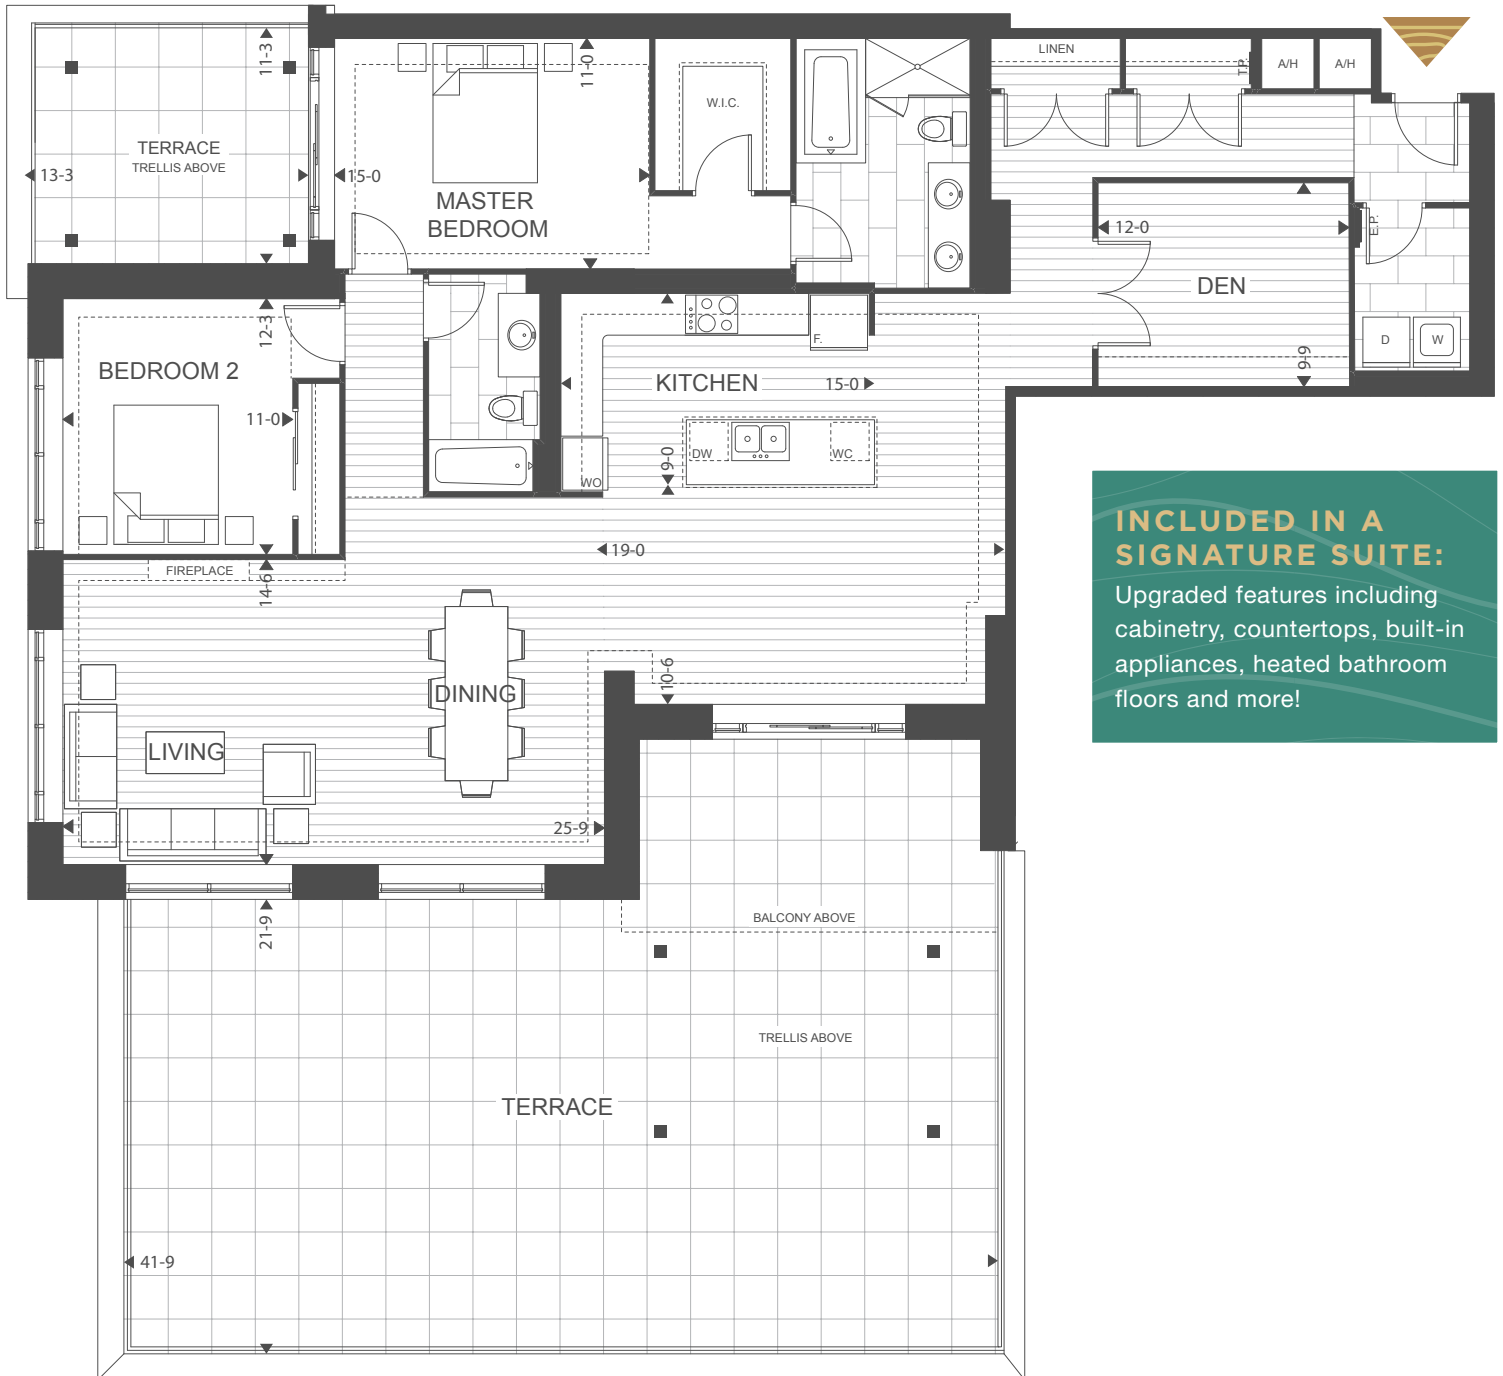 11-3
TERRACE
TRELLIS ABOVE
13-3
15-0
11-0
MASTER
BEDROOM
W.I.C.
LINEN
T.P.
A/H
A/H
12-0
E.P.
DEN
9-9
D
W
12-3
BEDROOM 2
11-0
F.
KITCHEN
15-0
9-0
DW
WC
WO
19-0
FIREPLACE
14-6
10-6
DINING
LIVING
25-9
INCLUDED IN A
SIGNATURE SUITE:
Upgraded features including
cabinetry, countertops, built-in
appliances, heated bathroom
floors and more!
21-9
BALCONY ABOVE
TRELLIS ABOVE
TERRACE
41-9